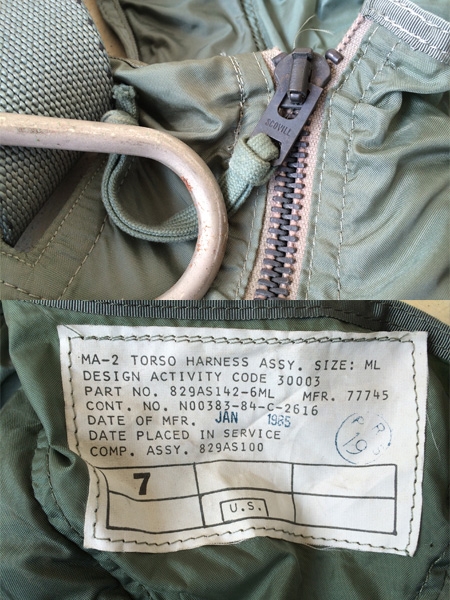 SCOVILL
MA-2 TORSO HARNESS ASSY. SIZE: ML
DESIGN ACTIVITY CODE 30003
PART NO. 829AS142-6ML MFR. 77745
CONT. NO. N00383-84-C-2616
DATE OF MFR. JAN 1985
DATE PLACED IN SERVICE
COMP. ASSY. 829AS100
7
U.S.